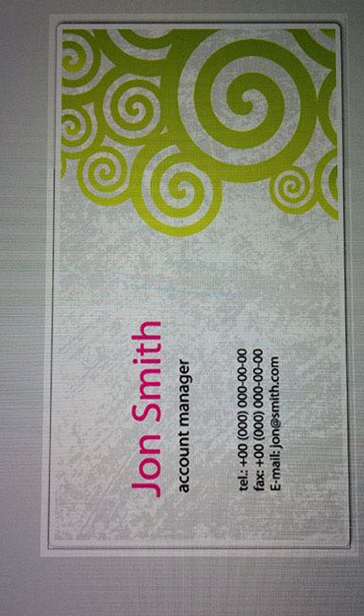 Jon Smith
account manager
tel.: +00 (000) 000-00-00
fax: +00 (000) 000-00-00
E-mail: jon@smith.com